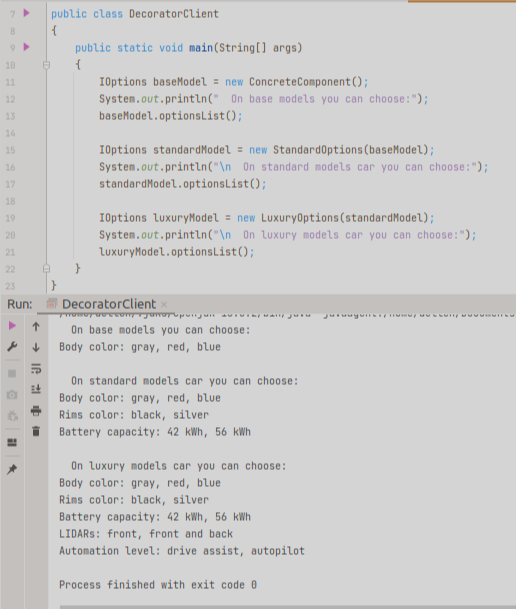 7 public class DecoratorClient
8 {
9 public static void main(String[] args)
10 {
11 IOptions baseModel = new ConcreteComponent();
12 System.out.println("  On base models you can choose:");
13 baseModel.optionsList();
14
15 IOptions standardModel = new StandardOptions(baseModel);
16 System.out.println("\n  On standard models car you can choose:");
17 standardModel.optionsList();
18
19 IOptions luxuryModel = new LuxuryOptions(standardModel);
20 System.out.println("\n  On luxury models car you can choose:");
21 luxuryModel.optionsList();
22 }
23 }
Run: DecoratorClient ×
On base models you can choose:
Body color: gray, red, blue
On standard models car you can choose:
Body color: gray, red, blue
Rims color: black, silver
Battery capacity: 42 kWh, 56 kWh
On luxury models car you can choose:
Body color: gray, red, blue
Rims color: black, silver
Battery capacity: 42 kWh, 56 kWh
LIDARs: front, front and back
Automation level: drive assist, autopilot
Process finished with exit code 0